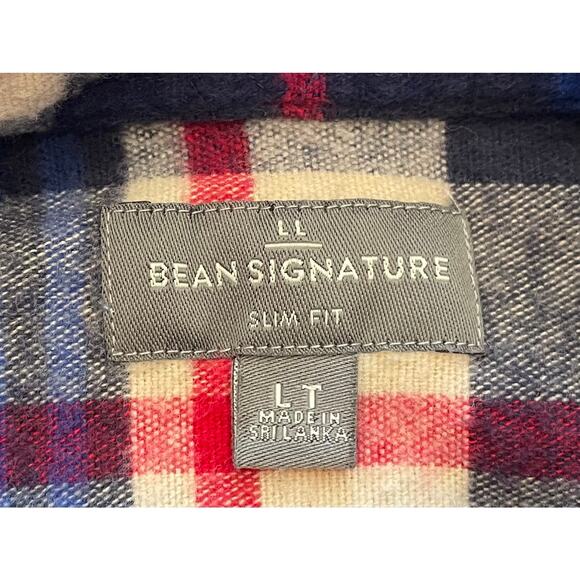 LL
BEAN SIGNATURE
SLIM FIT
LT
MADE IN
SRI LANKA